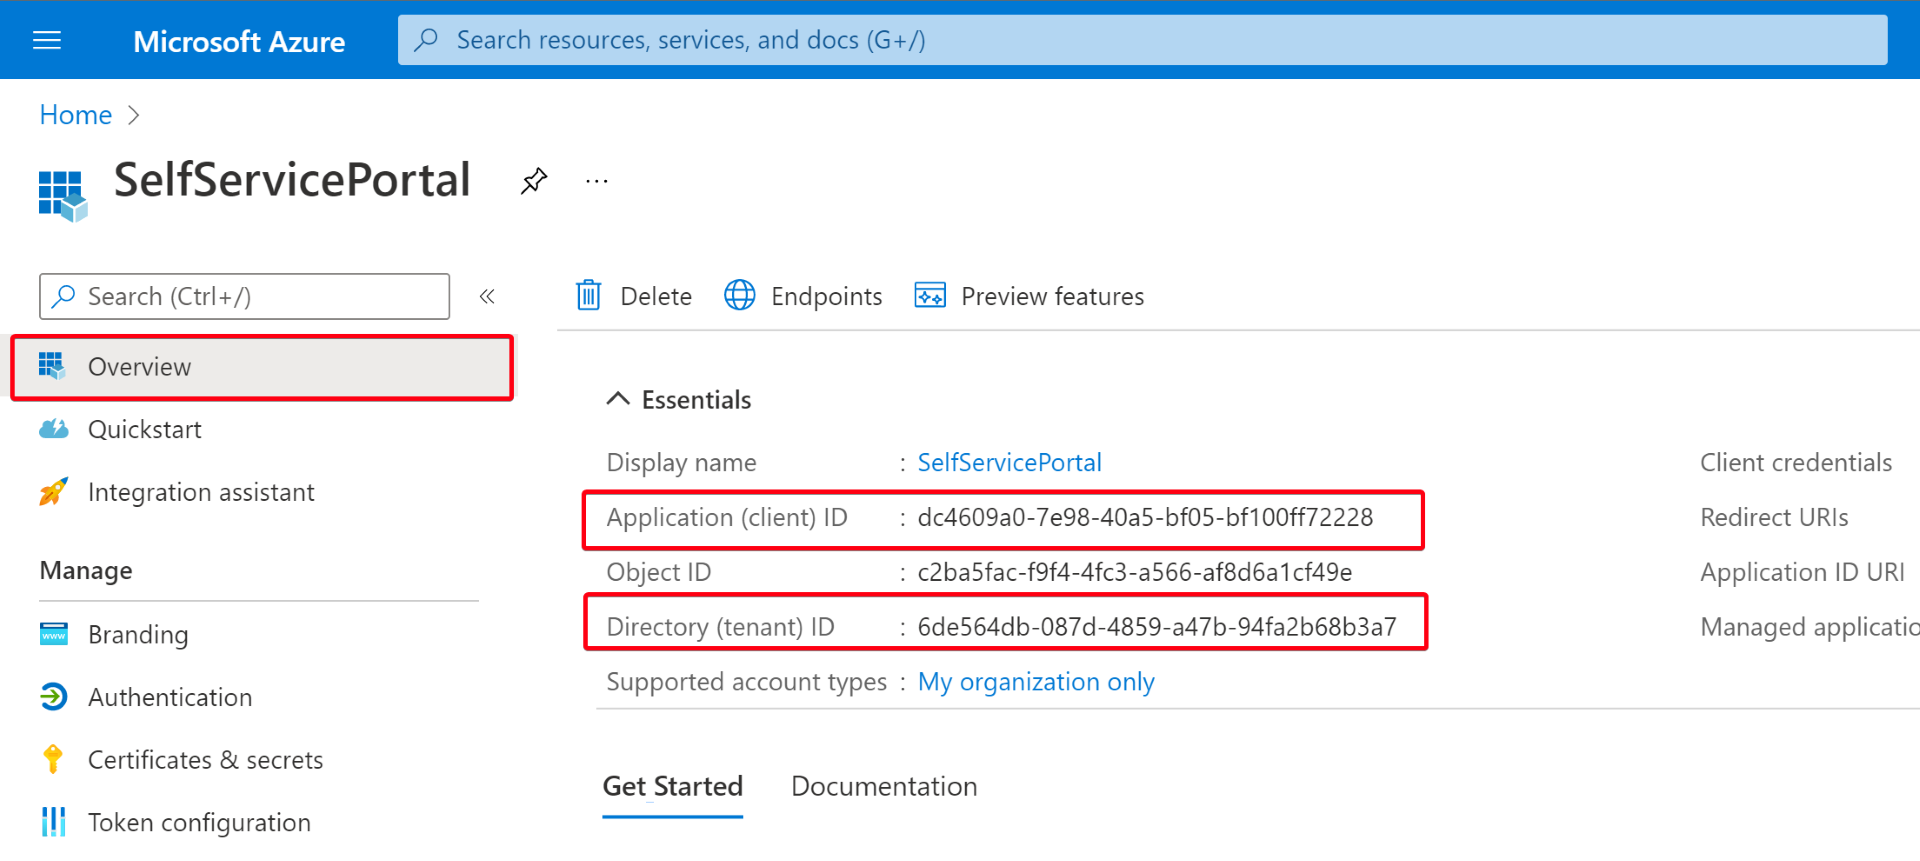 Microsoft Azure
Search resources, services, and docs (G+/)
Home
SelfServicePortal
Search (Ctrl+/)
Delete
Endpoints
Preview features
Overview
Quickstart
Integration assistant
Manage
Branding
Authentication
Certificates & secrets
Token configuration
Essentials
Display name : SelfServicePortal
Client credentials
Application (client) ID : dc4609a0-7e98-40a5-bf05-bf100ff72228
Redirect URIs
Object ID : c2ba5fac-f9f4-4fc3-a566-af8d6a1cf49e
Application ID URI
Directory (tenant) ID : 6de564db-087d-4859-a47b-94fa2b68b3a7
Managed applicatio
Supported account types : My organization only
Get Started
Documentation